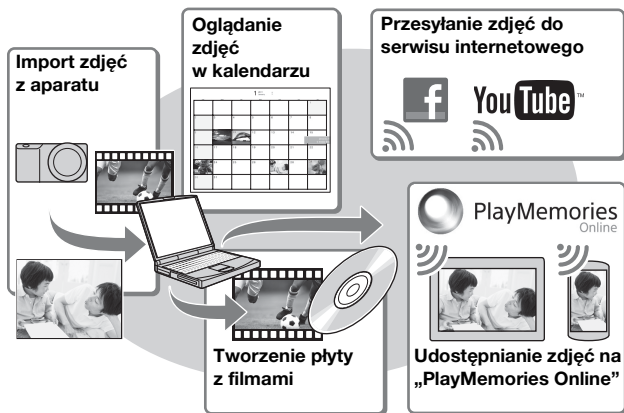 Import zdjęć
z aparatu
Oglądanie
zdjęć
w kalendarzu
Przesyłanie zdjęć do
serwisu internetowego
f
You Tube™
PlayMemories
Online
Tworzenie płyty
z filmami
Udostępnianie zdjęć na
„PlayMemories Online”